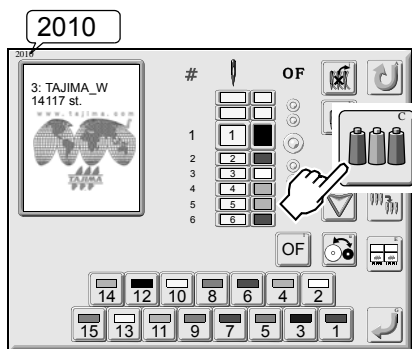 2010
2010
# OF
3: TAJIMA_W
14117 st.
www.tajima.com
TAJIMA
C
1 1
2 2
3 3
4 4
5 5
6 6
OF
14 12 10 8 6 4 2
15 13 11 9 7 5 3 1